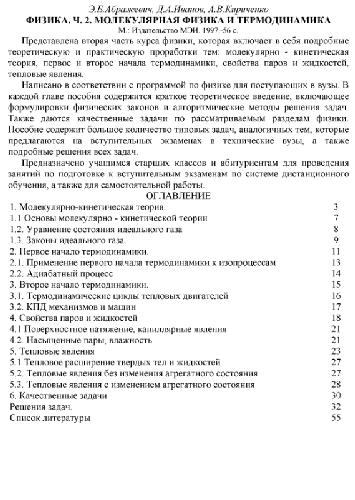 Э.Б.Абражевич, Д.А.Иванов, А.В.Кириченко
ФИЗИКА. Ч. 2. МОЛЕКУЛЯРНАЯ ФИЗИКА И ТЕРМОДИНАМИКА
М.: Издательство МЭИ. 1997.-56 с.
Представлена вторая часть курса физики, которая включает в себя подробные
теоретическую и практическую проработки тем: молекулярно - кинетическая
теория, первое и второе начала термодинамики, свойства паров и жидкостей,
тепловые явления.
Написано в соответствии с программой по физике для поступающих в вузы. В
каждой главе пособия содержится краткое теоретическое введение, включающее
формулировки физических законов и алгоритмические методы решения задач.
Также даются качественные задачи по рассматриваемым разделам физики.
Пособие содержит большое количество типовых задач, аналогичных тем, которые
предлагаются на вступительных экзаменах в технические вузы, а также
подробные решения всех задач.
Предназначено учащимся старших классов и абитуриентам для проведения
занятий по подготовке к вступительным экзаменам по системе дистанционного
обучения, а также для самостоятельной работы.
ОГЛАВЛЕНИЕ
1. Молекулярно-кинетическая теория. 3
1.1 Основы молекулярно - кинетической теории 7
1.2. Уравнение состояния идеального газа 8
1.3. Законы идеального газа. 9
2. Первое начало термодинамики. 11
2.1. Применение первого начала термодинамики к изопроцессам 13
2.2. Адиабатный процесс 14
3. Второе начало термодинамики. 15
3.1. Термодинамические циклы тепловых двигателей 16
3.2. КПД механизмов и машин 17
4. Свойства паров и жидкостей 18
4.1 Поверхностное натяжение, капиллярные явления 21
4.2. Насыщенные пары, влажность 21
5. Тепловые явления 23
5.1 Тепловое расширение твердых тел и жидкостей 27
5.2. Тепловые явления без изменения агрегатного состояния 27
5.3. Тепловые явления с изменением агрегатного состояния 28
6. Качественные задачи 30
Решения задач. 32
Список литературы 55